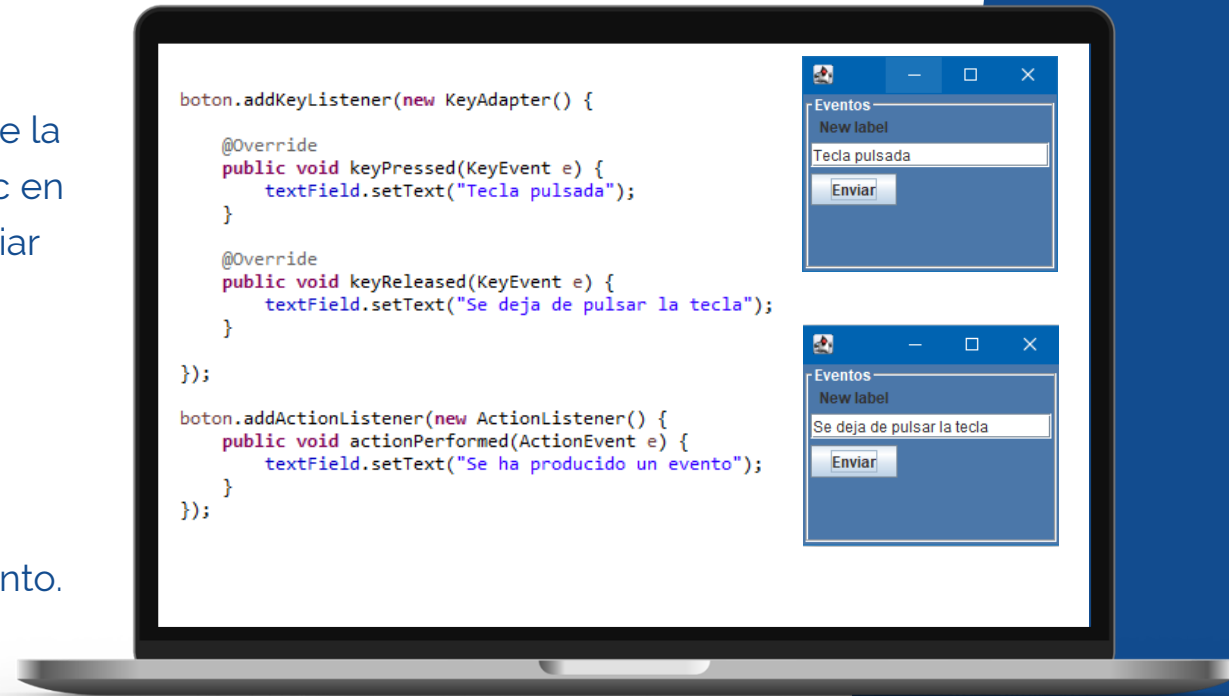 e la
c en
iar
nto.
boton.addKeyListener(new KeyAdapter() {
@Override
public void keyPressed(KeyEvent e) {
textField.setText("Tecla pulsada");
}
@Override
public void keyReleased(KeyEvent e) {
textField.setText("Se deja de pulsar la tecla");
}
});
boton.addActionListener(new ActionListener() {
public void actionPerformed(ActionEvent e) {
textField.setText("Se ha producido un evento");
}
});
Eventos
New label
Tecla pulsada
Enviar
Eventos
New label
Se deja de pulsar la tecla
Enviar